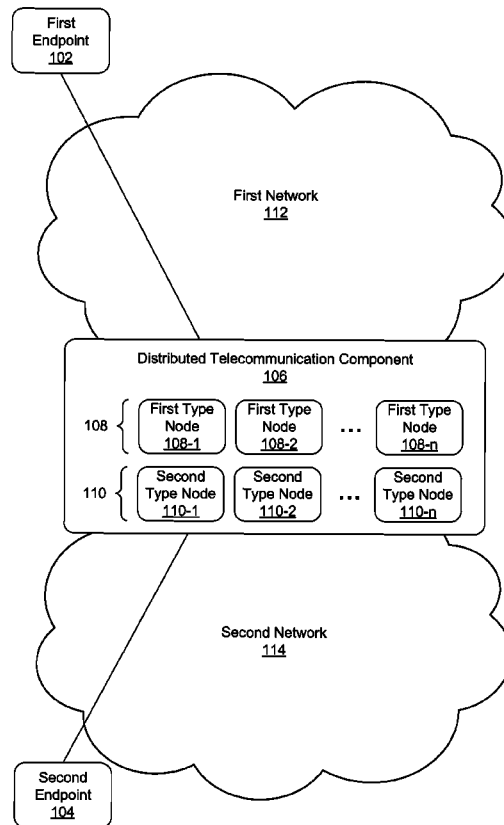 First
Endpoint
102
First Network
112
Distributed Telecommunication Component
106
108
First Type
Node
108-1
First Type
Node
108-2
...
First Type
Node
108-n
110
Second
Type Node
110-1
Second
Type Node
110-2
...
Second
Type Node
110-n
Second Network
114
Second
Endpoint
104